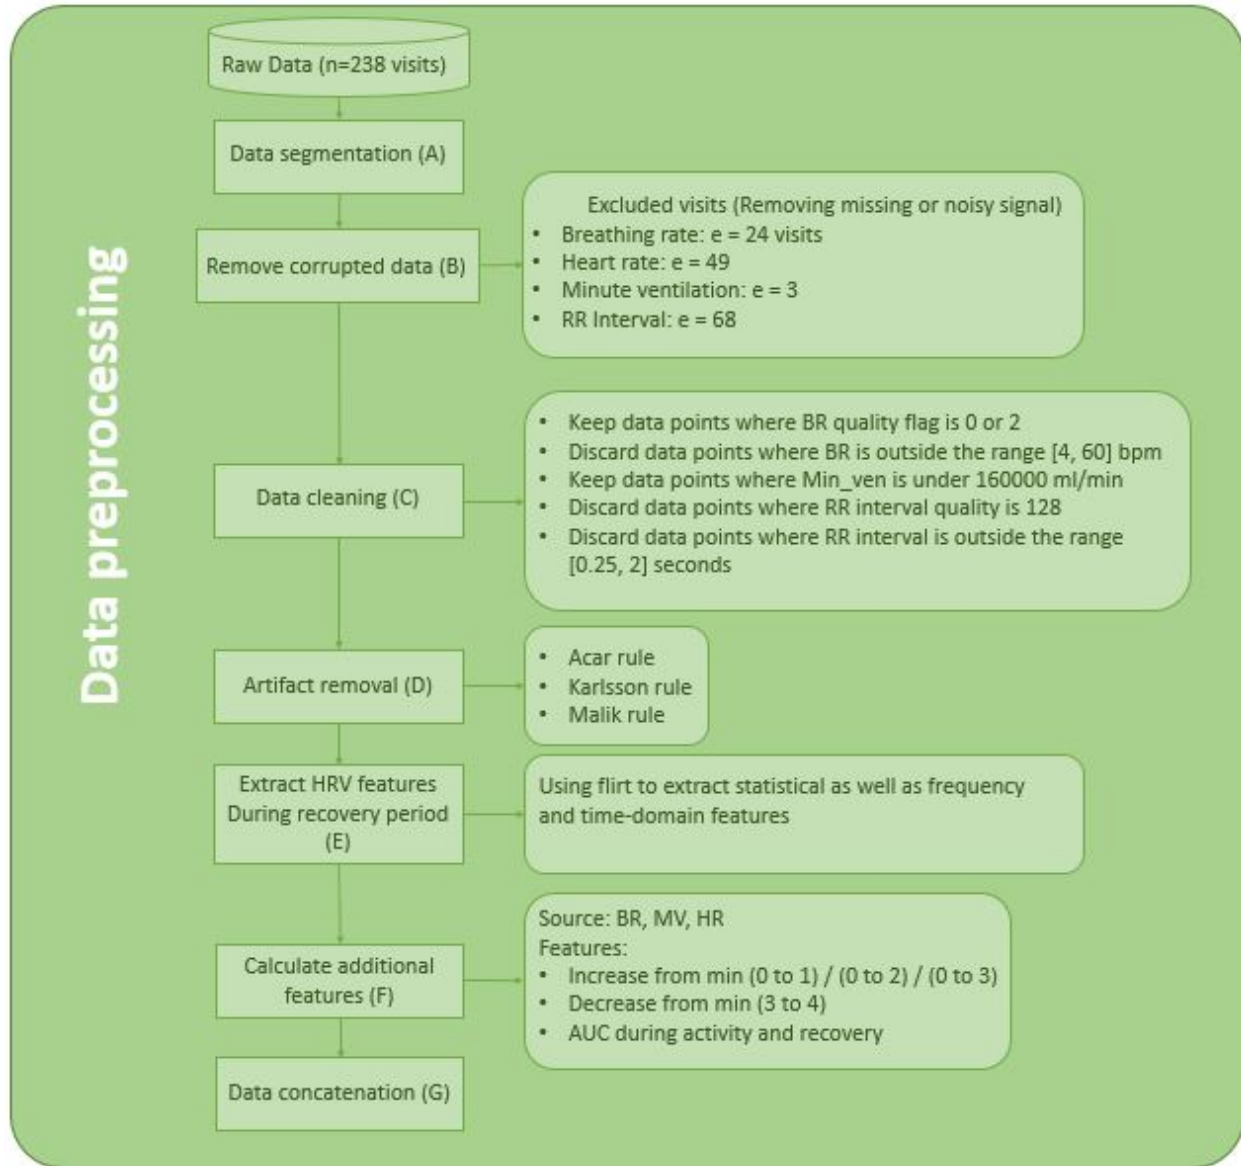 Data preprocessing
Raw Data (n=238 visits)
Data segmentation (A)
Remove corrupted data (B)
Excluded visits (Removing missing or noisy signal)
• Breathing rate: e = 24 visits
• Heart rate: e = 49
• Minute ventilation: e = 3
• RR Interval: e = 68
Data cleaning (C)
• Keep data points where BR quality flag is 0 or 2
• Discard data points where BR is outside the range [4, 60] bpm
• Keep data points where Min_ven is under 160000 ml/min
• Discard data points where RR interval quality is 128
• Discard data points where RR interval is outside the range
[0.25, 2] seconds
Artifact removal (D)
• Acar rule
• Karlsson rule
• Malik rule
Extract HRV features
During recovery period
(E)
Using flirt to extract statistical as well as frequency
and time-domain features
Calculate additional
features (F)
Source: BR, MV, HR
Features:
• Increase from min (0 to 1) / (0 to 2) / (0 to 3)
• Decrease from min (3 to 4)
• AUC during activity and recovery
Data concatenation (G)